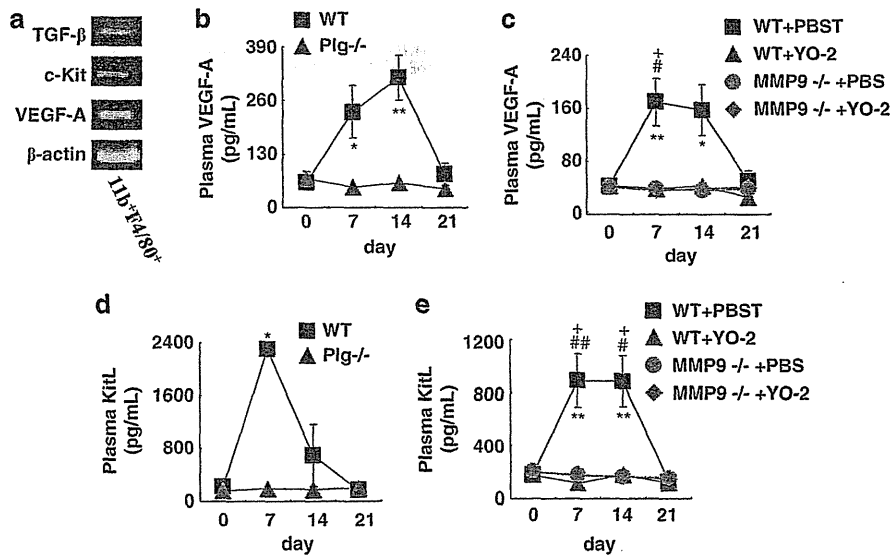 a
TGF-β
c-Kit
VEGF-A
β-actin
11b+F4/80+
b
WT
Plg-/-
Plasma VEGF-A
(pg/mL)
390
260
130
0
*
**
0 7 14 21
day
c
WT+PBST
WT+YO-2
MMP9 -/- +PBS
MMP9 -/- +YO-2
Plasma VEGF-A
(pg/mL)
240
160
80
0
+
#
**
*
0 7 14 21
day
d
WT
Plg-/-
Plasma KitL
(pg/mL)
2400
1600
800
0
*
0 7 14 21
day
e
WT+PBST
WT+YO-2
MMP9 -/- +PBS
MMP9 -/- +YO-2
Plasma KitL
(pg/mL)
1200
800
400
0
+ +
## #
** **
0 7 14 21
day